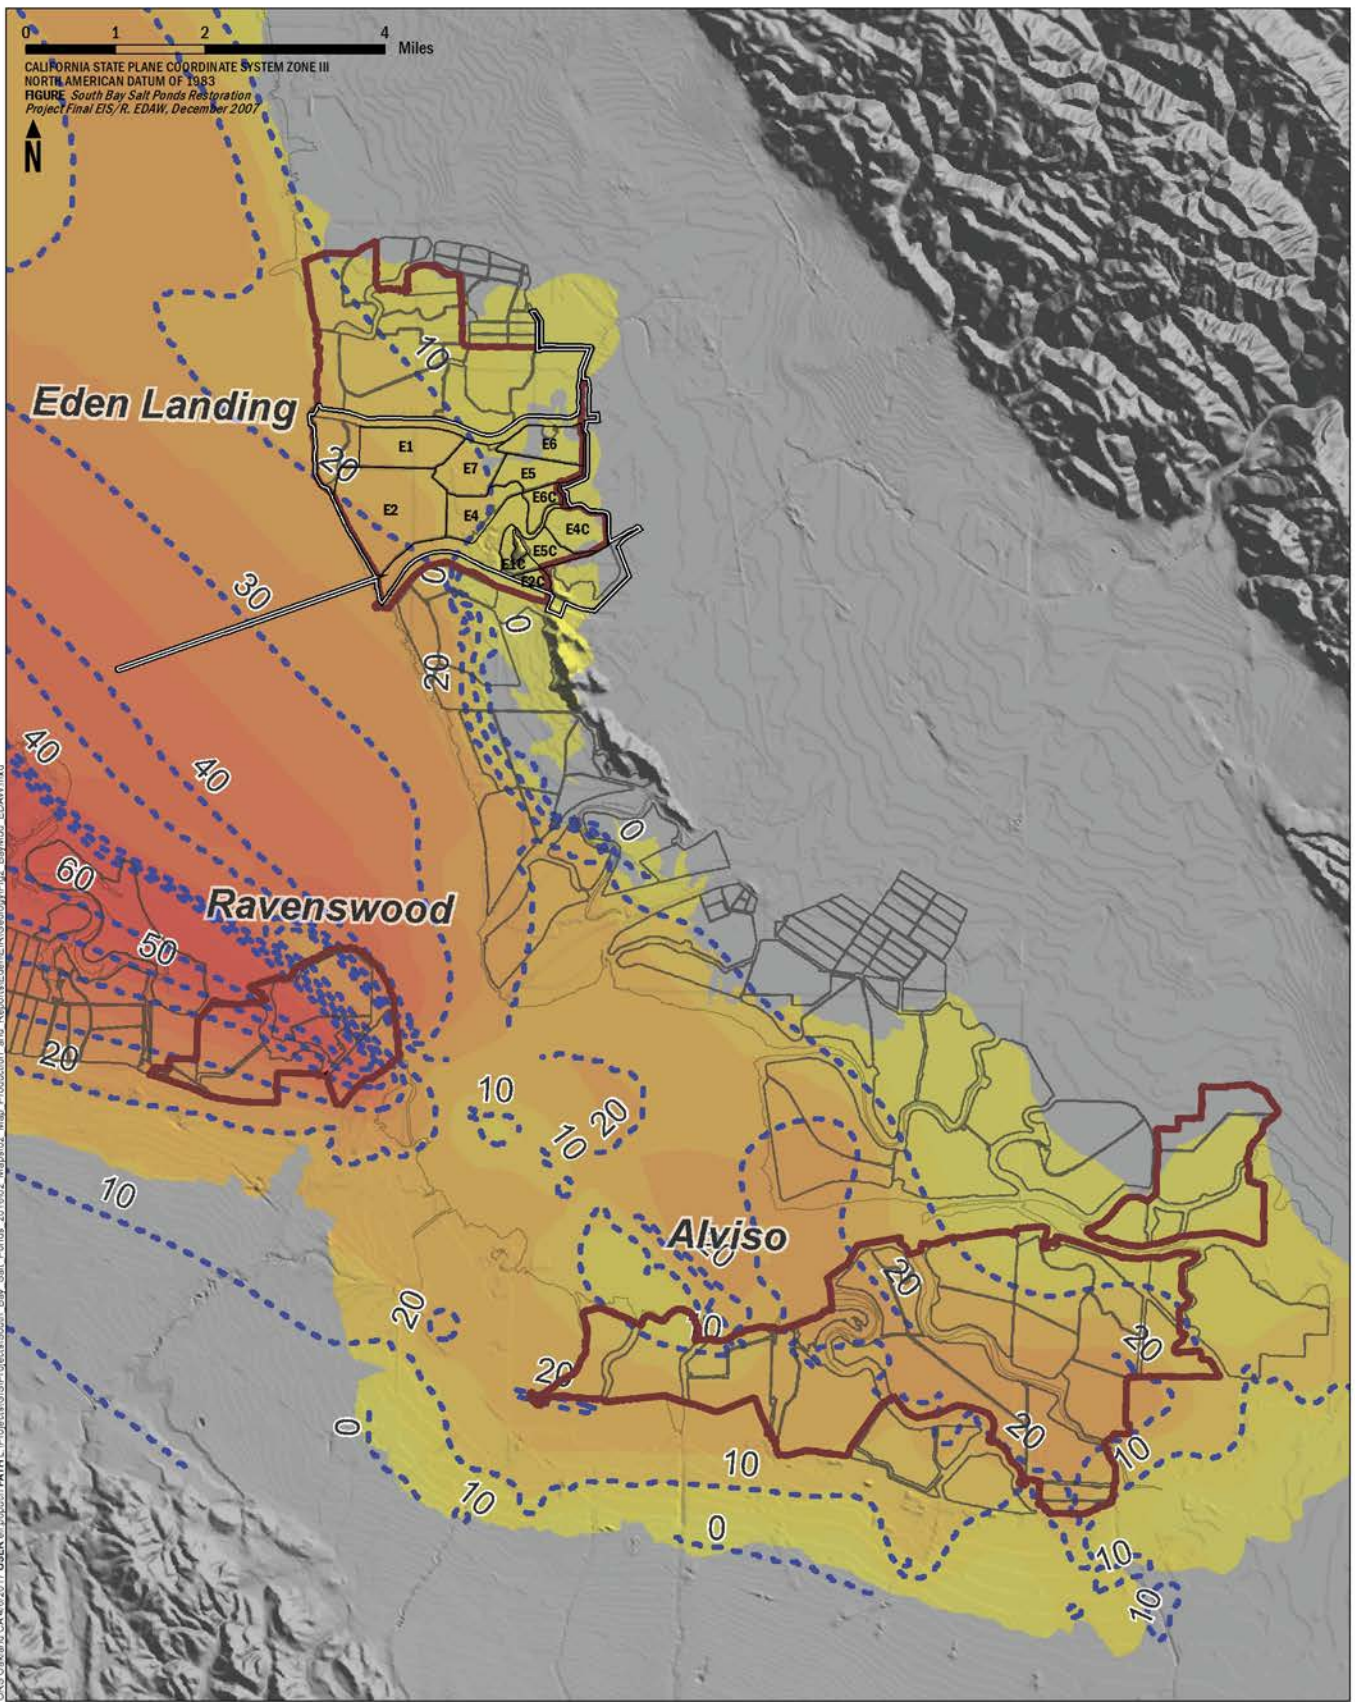 0 1 2 4 Miles
CALIFORNIA STATE PLANE COORDINATE SYSTEM ZONE III
NORTH AMERICAN DATUM OF 1983
FIGURE South Bay Salt Ponds Restoration
Project Final EIS/R. EDAW, December 2007
N
10
Eden Landing
E1
E6
20
E7
E5
E6C
E2
E4
E4C
E5C
E1C
0
E2C
30
0
20
40
40
0
60
Ravenswood
50
20
10
20
10
10
Alviso
20
20
20
20
20
0
10
20
10
10
0
10
10